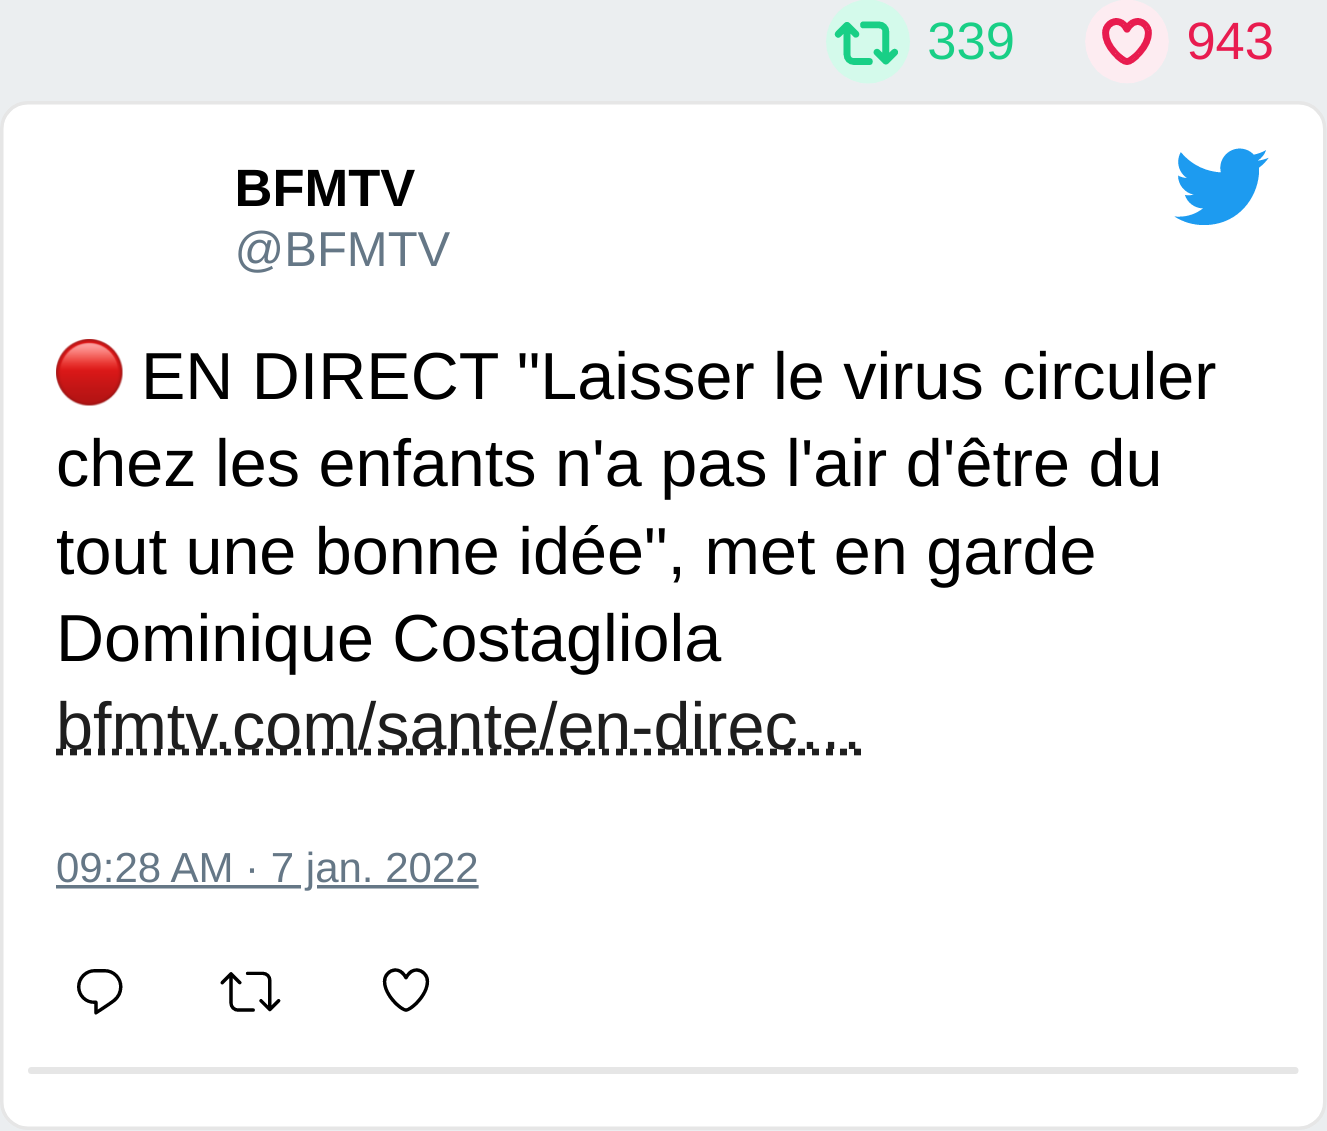 339 943
BFMTV
@BFMTV
🔴 EN DIRECT "Laisser le virus circuler
chez les enfants n'a pas l'air d'être du
tout une bonne idée", met en garde
Dominique Costagliola
bfmtv.com/sante/en-direc…
09:28 AM · 7 jan. 2022